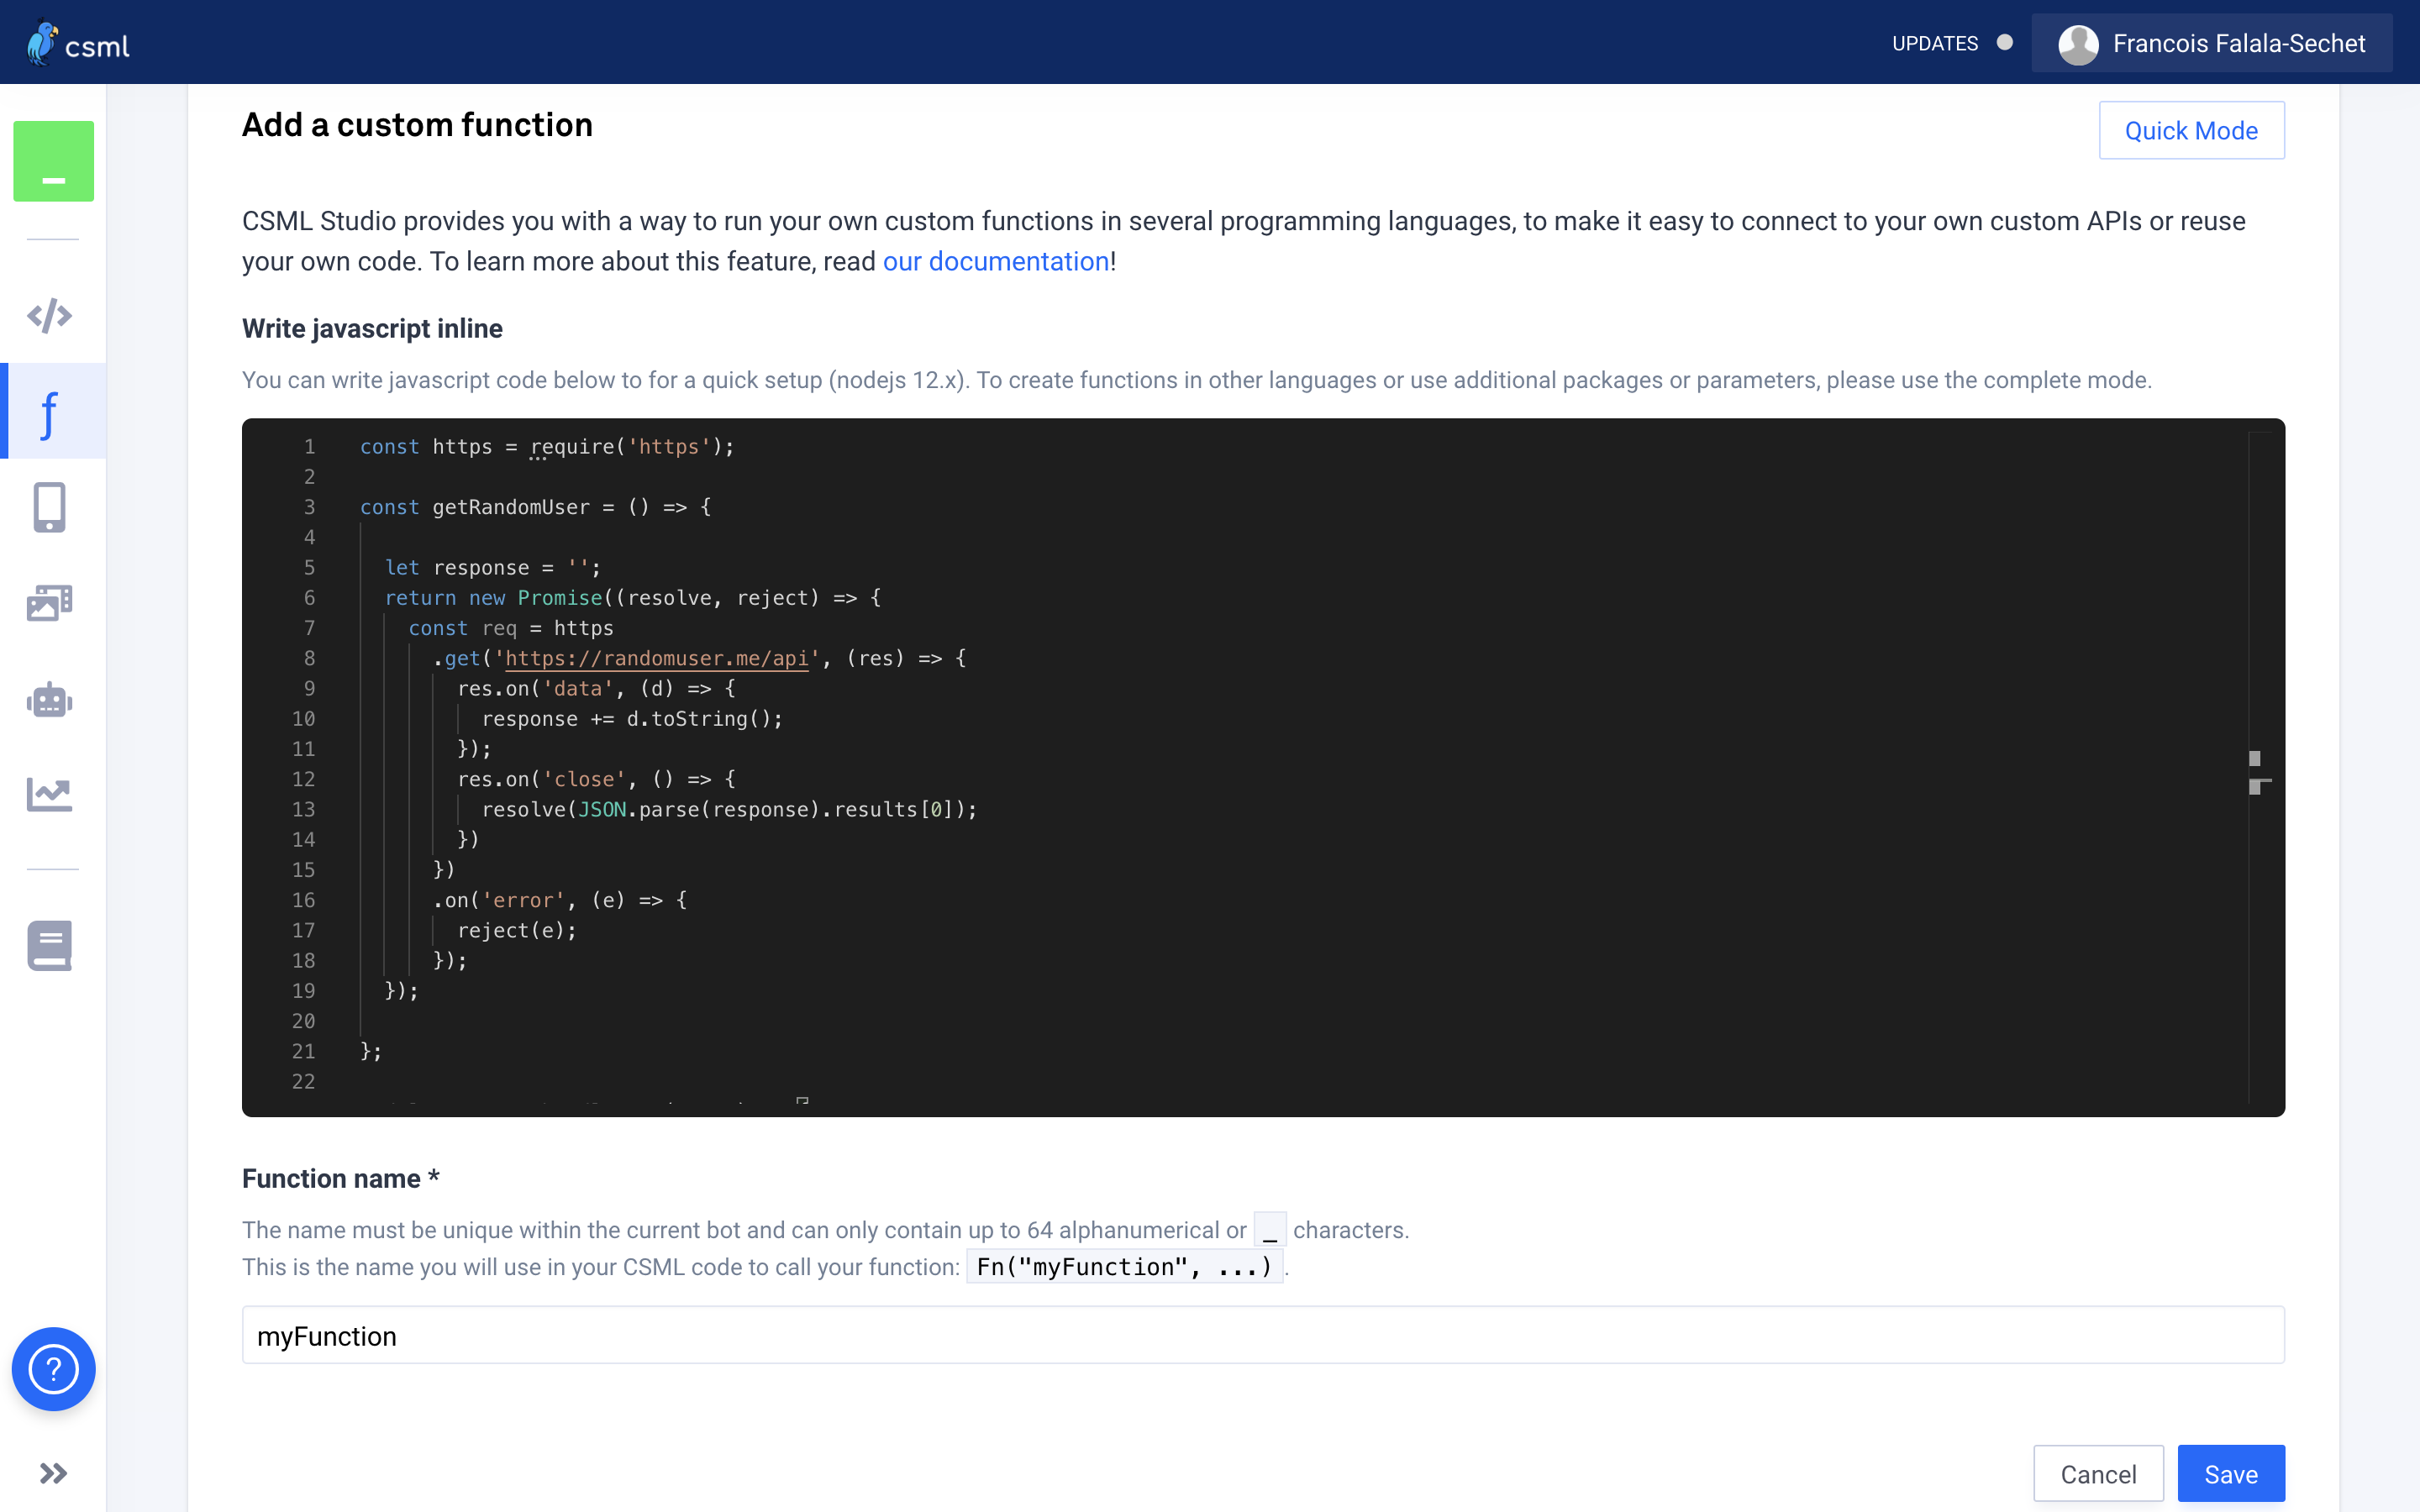 csml
UPDATES
Francois Falala-Sechet
Add a custom function
Quick Mode
CSML Studio provides you with a way to run your own custom functions in several programming languages, to make it easy to connect to your own custom APIs or reuse
your own code. To learn more about this feature, read our documentation!
Write javascript inline
You can write javascript code below to for a quick setup (nodejs 12.x). To create functions in other languages or use additional packages or parameters, please use the complete mode.
1 const https = require('https');
2
3 const getRandomUser = () => {
4
5 let response = '';
6 return new Promise((resolve, reject) => {
7 const req = https
8 .get('https://randomuser.me/api', (res) => {
9 res.on('data', (d) => {
10 response += d.toString();
11 });
12 res.on('close', () => {
13 resolve(JSON.parse(response).results[0]);
14 })
15 })
16 .on('error', (e) => {
17 reject(e);
18 });
19 });
20
21 };
22
Function name *
The name must be unique within the current bot and can only contain up to 64 alphanumerical or _ characters.
This is the name you will use in your CSML code to call your function: Fn("myFunction", ...).
myFunction
Cancel
Save